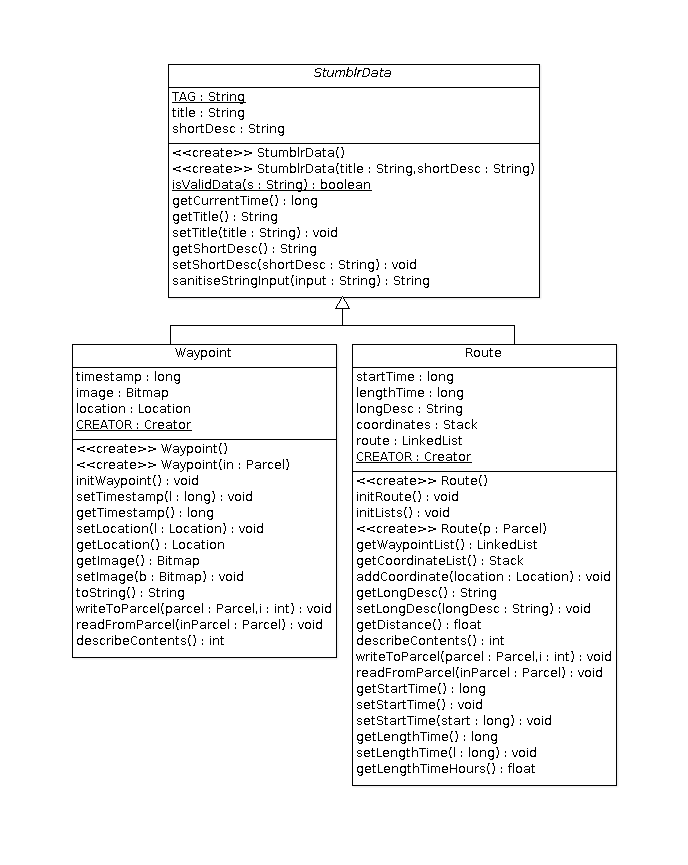 StumblrData
TAG : String
title : String
shortDesc : String
<<create>> StumblrData()
<<create>> StumblrData(title : String,shortDesc : String)
isValidData(s : String) : boolean
getCurrentTime() : long
getTitle() : String
setTitle(title : String) : void
getShortDesc() : String
setShortDesc(shortDesc : String) : void
sanitiseStringInput(input : String) : String
Waypoint
timestamp : long
image : Bitmap
location : Location
CREATOR : Creator
<<create>> Waypoint()
<<create>> Waypoint(in : Parcel)
initWaypoint() : void
setTimestamp(l : long) : void
getTimestamp() : long
setLocation(l : Location) : void
getLocation() : Location
getImage() : Bitmap
setImage(b : Bitmap) : void
toString() : String
writeToParcel(parcel : Parcel,i : int) : void
readFromParcel(inParcel : Parcel) : void
describeContents() : int
Route
startTime : long
lengthTime : long
longDesc : String
coordinates : Stack
route : LinkedList
CREATOR : Creator
<<create>> Route()
initRoute() : void
initLists() : void
<<create>> Route(p : Parcel)
getWaypointList() : LinkedList
getCoordinateList() : Stack
addCoordinate(location : Location) : void
getLongDesc() : String
setLongDesc(longDesc : String) : void
getDistance() : float
describeContents() : int
writeToParcel(parcel : Parcel,i : int) : void
readFromParcel(inParcel : Parcel) : void
getStartTime() : long
setStartTime() : void
setStartTime(start : long) : void
getLengthTime() : long
setLengthTime(l : long) : void
getLengthTimeHours() : float